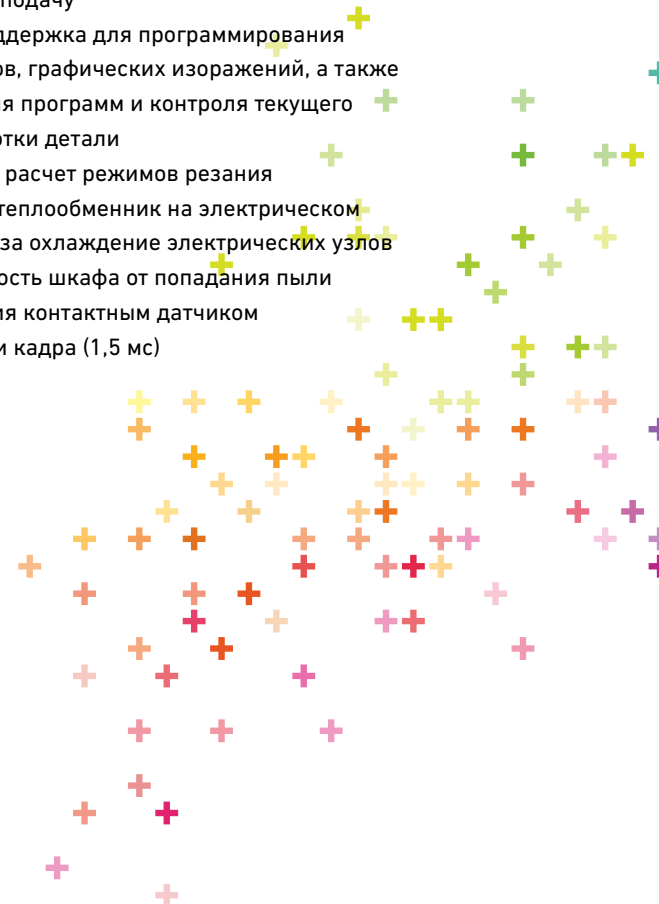 подачу
ддержка для программирования
ов, графических изоражений, а также
ия программ и контроля текущего
отки детали
расчет режимов резания
теплообменник на электрическом
за охлаждение электрических узлов
ость шкафа от попадания пыли
ия контактным датчиком
и кадра (1,5 мс)